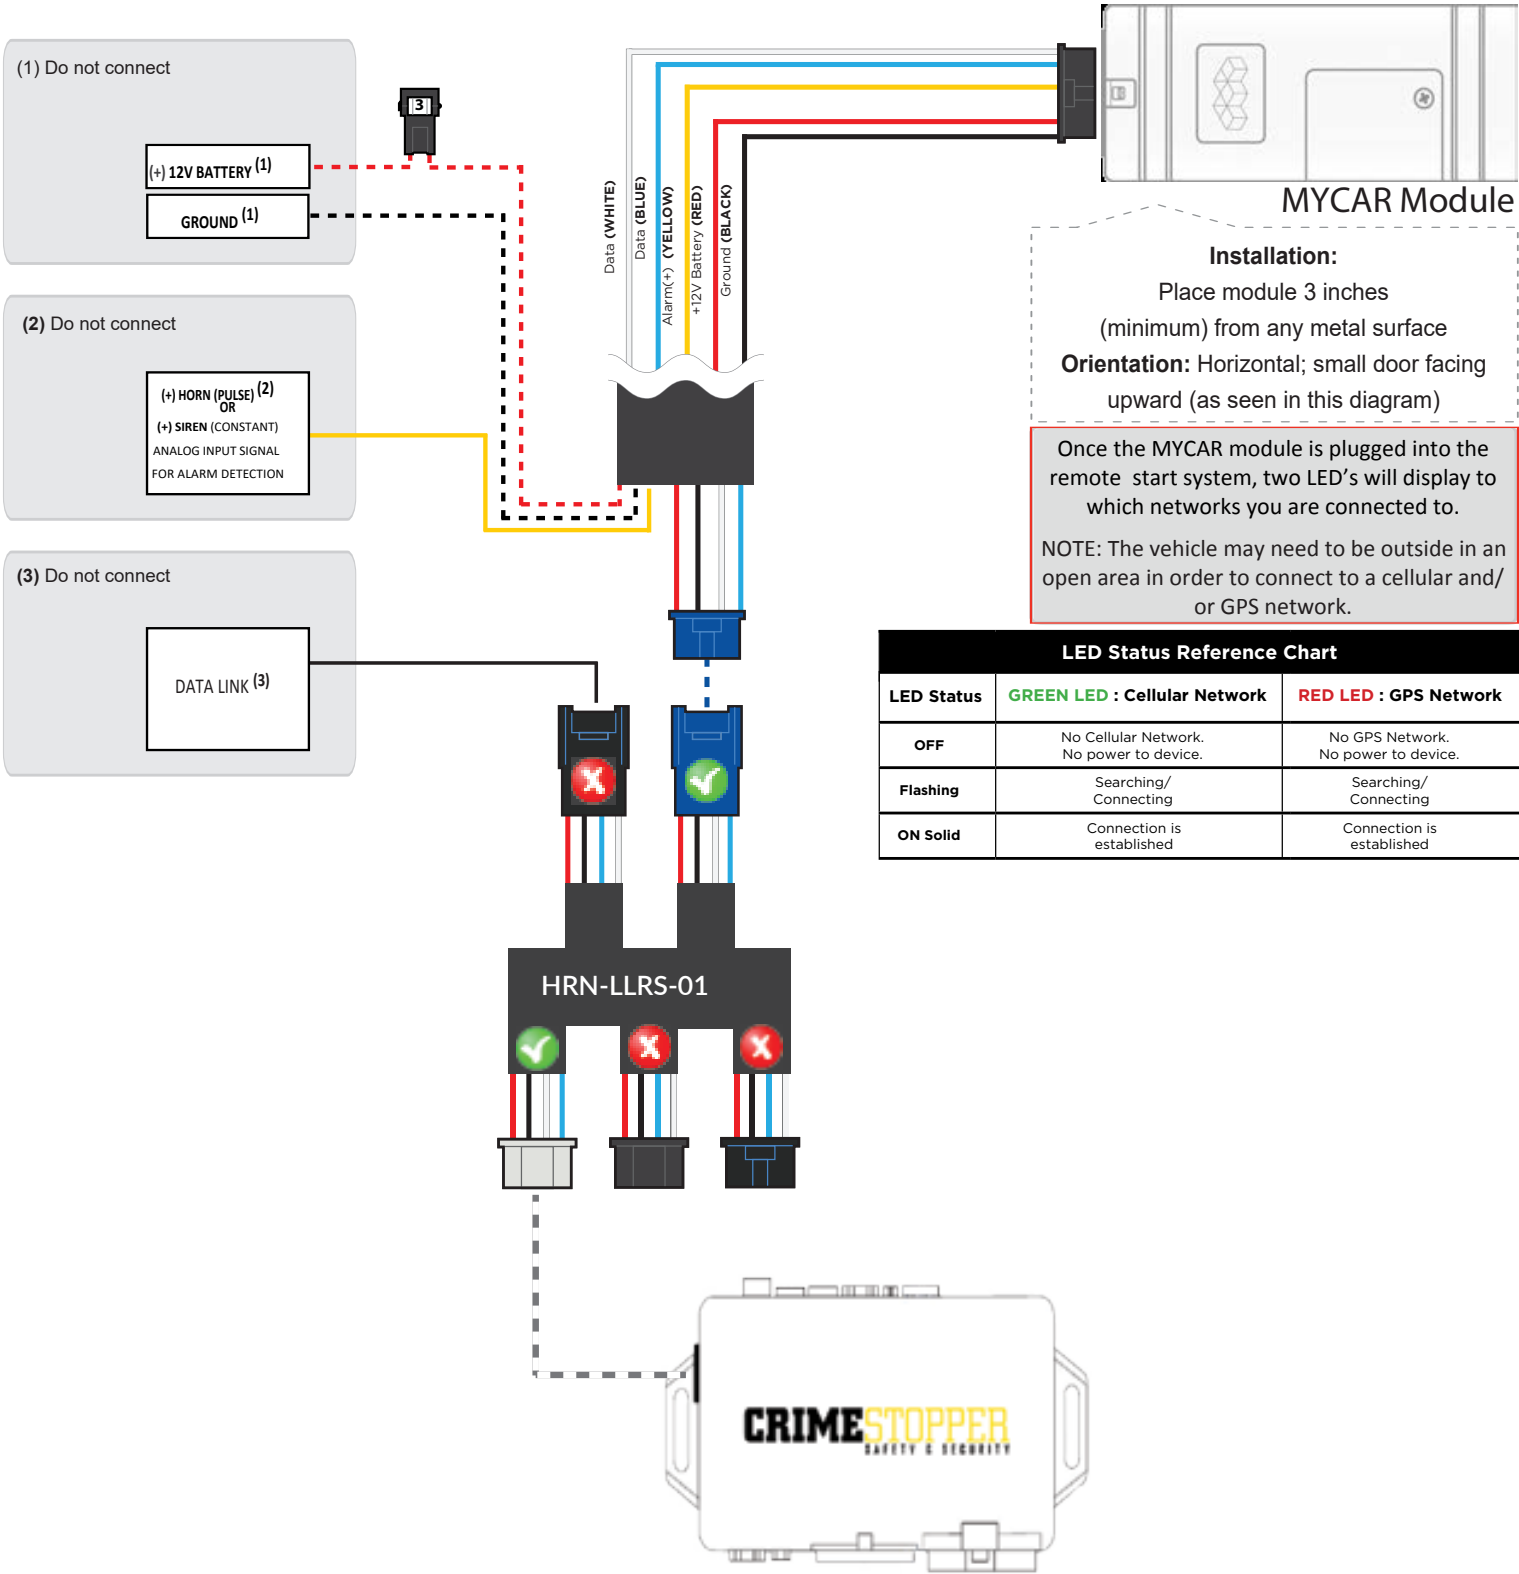 (1) Do not connect
3
(+) 12V BATTERY (1)
GROUND (1)
(2) Do not connect
(+) HORN (PULSE) (2)
OR
(+) SIREN (CONSTANT)
ANALOG INPUT SIGNAL
FOR ALARM DETECTION
(3) Do not connect
DATA LINK (3)
Data (WHITE)
Data (BLUE)
Alarm(+) (YELLOW)
+12V Battery (RED)
Ground (BLACK)
MYCAR Module
Installation:
Place module 3 inches
(minimum) from any metal surface
Orientation: Horizontal; small door facing
upward (as seen in this diagram)
Once the MYCAR module is plugged into the
remote start system, two LED's will display to
which networks you are connected to.
NOTE: The vehicle may need to be outside in an
open area in order to connect to a cellular and/
or GPS network.
LED Status Reference Chart
LED Status GREEN LED : Cellular Network RED LED : GPS Network
OFF
No Cellular Network.
No power to device.
No GPS Network.
No power to device.
Flashing
Searching/
Connecting
Searching/
Connecting
ON Solid
Connection is
established
Connection is
established
HRN-LLRS-01
CRIMESTOPPER
SAFETY & SECURITY